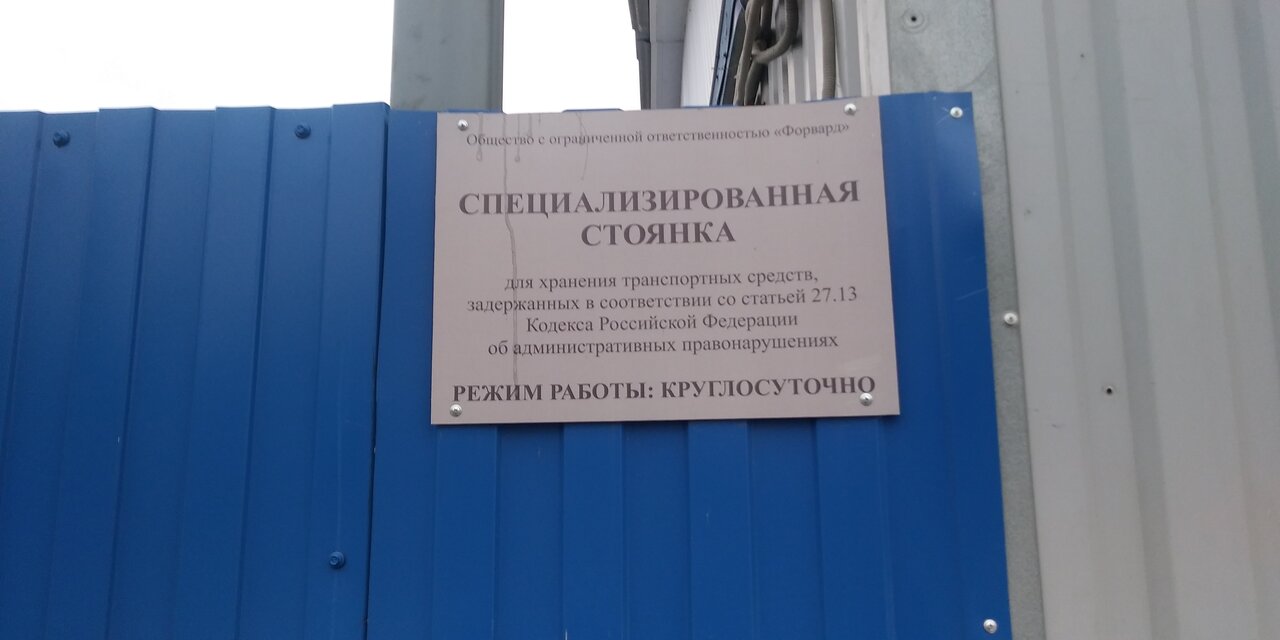 Общество с ограниченной ответственностью «Форвард»
СПЕЦИАЛИЗИРОВАННАЯ
СТОЯНКА
для хранения транспортных средств,
задержанных в соответствии со статьей 27.13
Кодекса Российской Федерации
об административных правонарушениях
РЕЖИМ РАБОТЫ: КРУГЛОСУТОЧНО